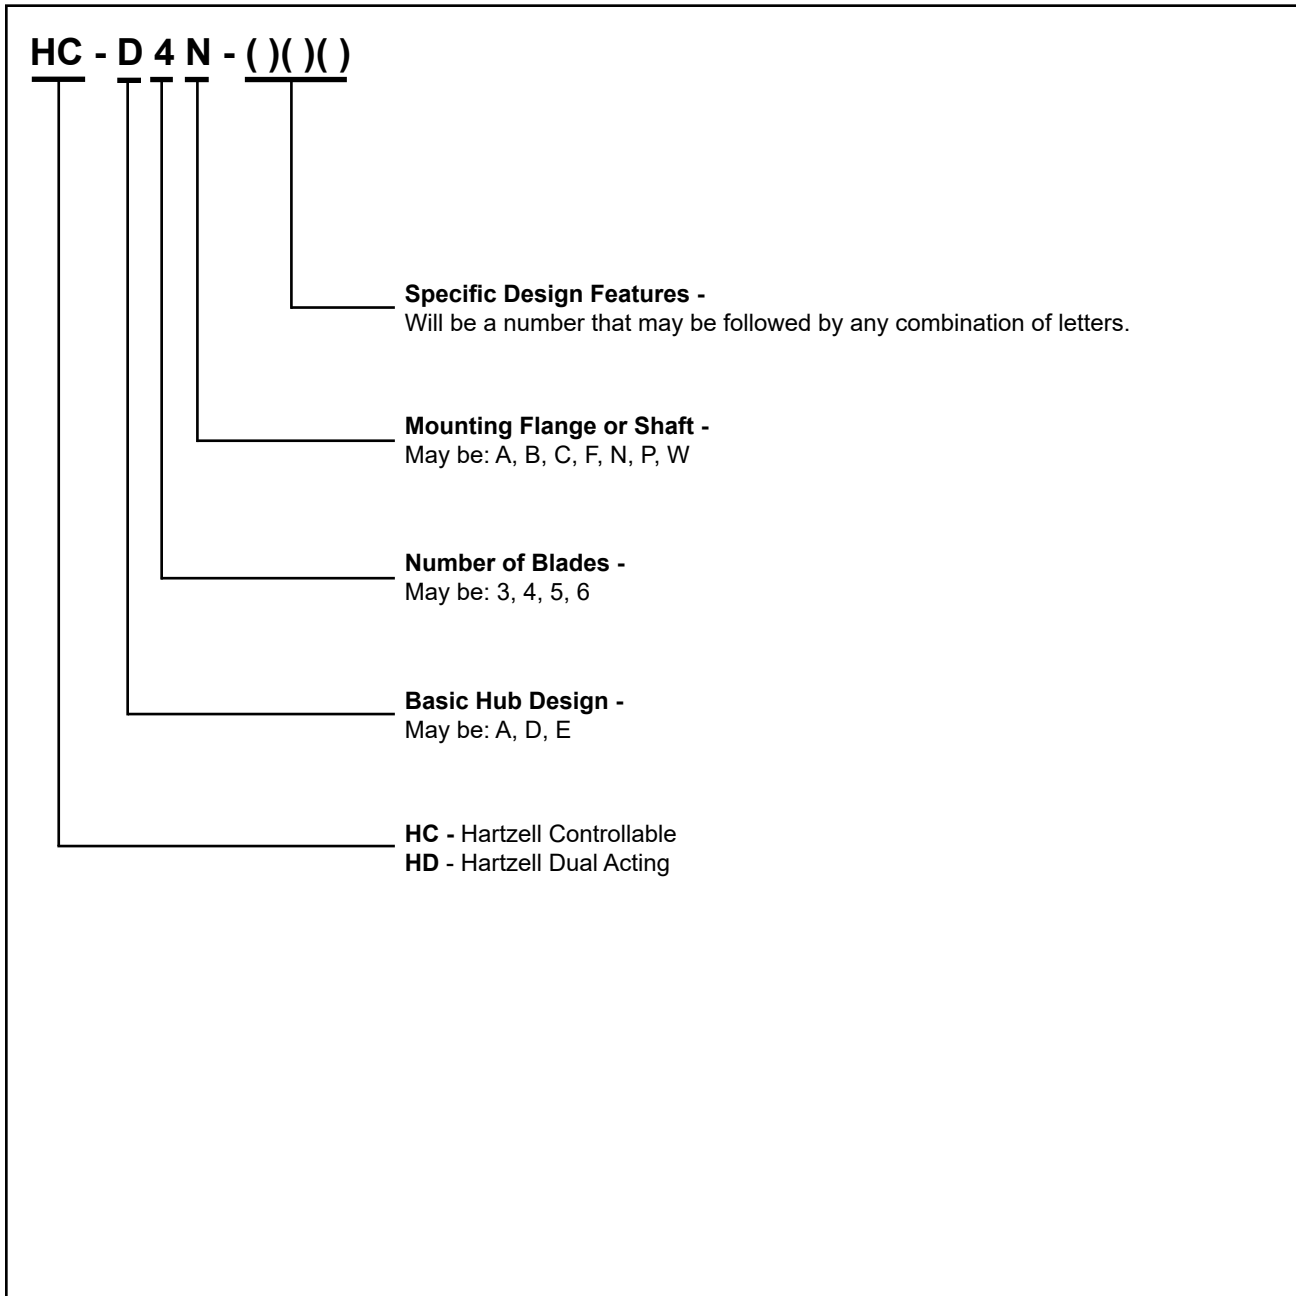 HC - D 4 N - ( )( )( )
Specific Design Features -
Will be a number that may be followed by any combination of letters.
Mounting Flange or Shaft -
May be: A, B, C, F, N, P, W
Number of Blades -
May be: 3, 4, 5, 6
Basic Hub Design -
May be: A, D, E
HC - Hartzell Controllable
HD - Hartzell Dual Acting